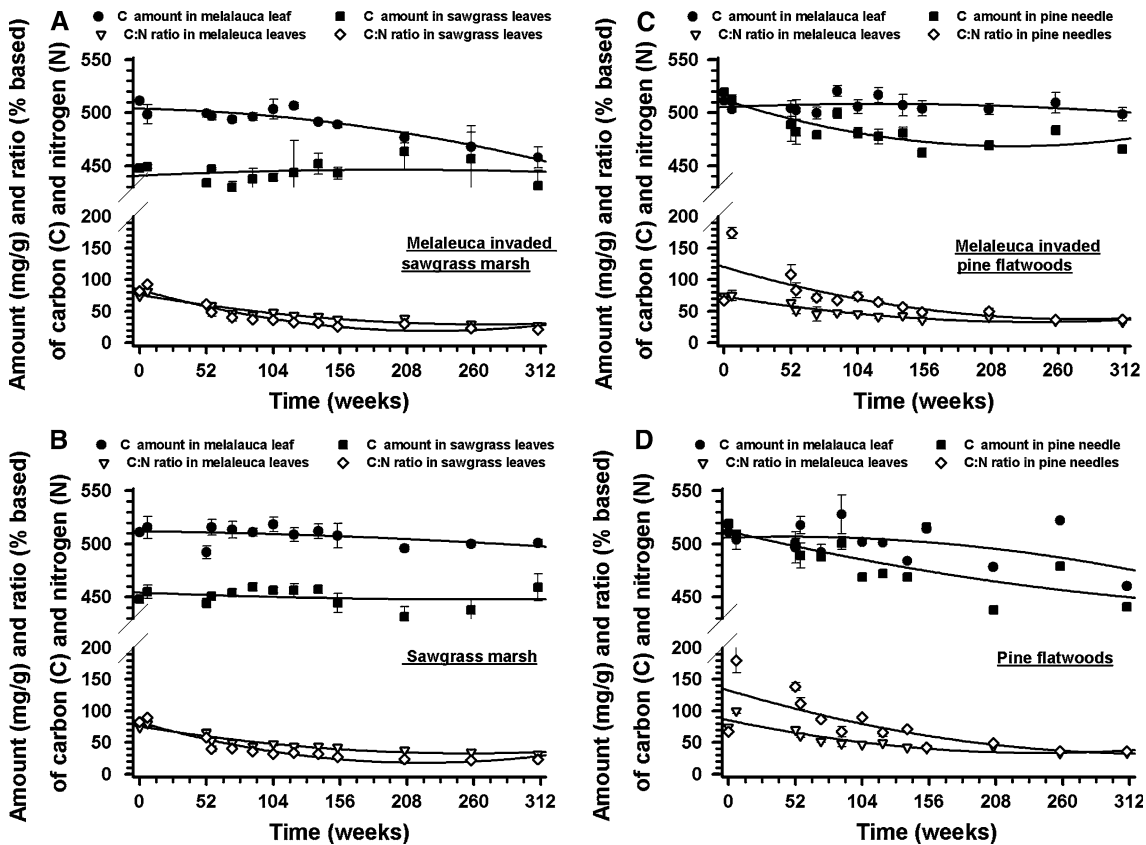 A
C amount in melalauca leaf
C amount in sawgrass leaves
C:N ratio in melaleuca leaves
C:N ratio in sawgrass leaves
Amount (mg/g) and ratio (% based
of carbon (C) and nitrogen (N)
550
500
450
200
150
100
50
0
Melaleuca invaded
sawgrass marsh
0 52 104 156 208 260 312
Time (weeks)
C
C amount in melalauca leaf
C amount in pine needle
C:N ratio in melaleuca leaves
C:N ratio in pine needles
Amount (mg/g) and ratio (% based
of carbon (C) and nitrogen (N)
550
500
450
200
150
100
50
0
Melaleuca invaded
pine flatwoods
0 52 104 156 208 260 312
Time (weeks)
B
C amount in melalauca leaf
C amount in sawgrass leaves
C:N ratio in melaleuca leaves
C:N ratio in sawgrass leaves
Amount (mg/g) and ratio (% based
of carbon (C) and nitrogen (N)
550
500
450
200
150
100
50
0
Sawgrass marsh
0 52 104 156 208 260 312
Time (weeks)
D
C amount in melalauca leaf
C amount in pine needle
C:N ratio in melaleuca leaves
C:N ratio in pine needles
Amount (mg/g) and ratio (% based
of carbon (C) and nitrogen (N)
550
500
450
200
150
100
50
0
Pine flatwoods
0 52 104 156 208 260 312
Time (weeks)